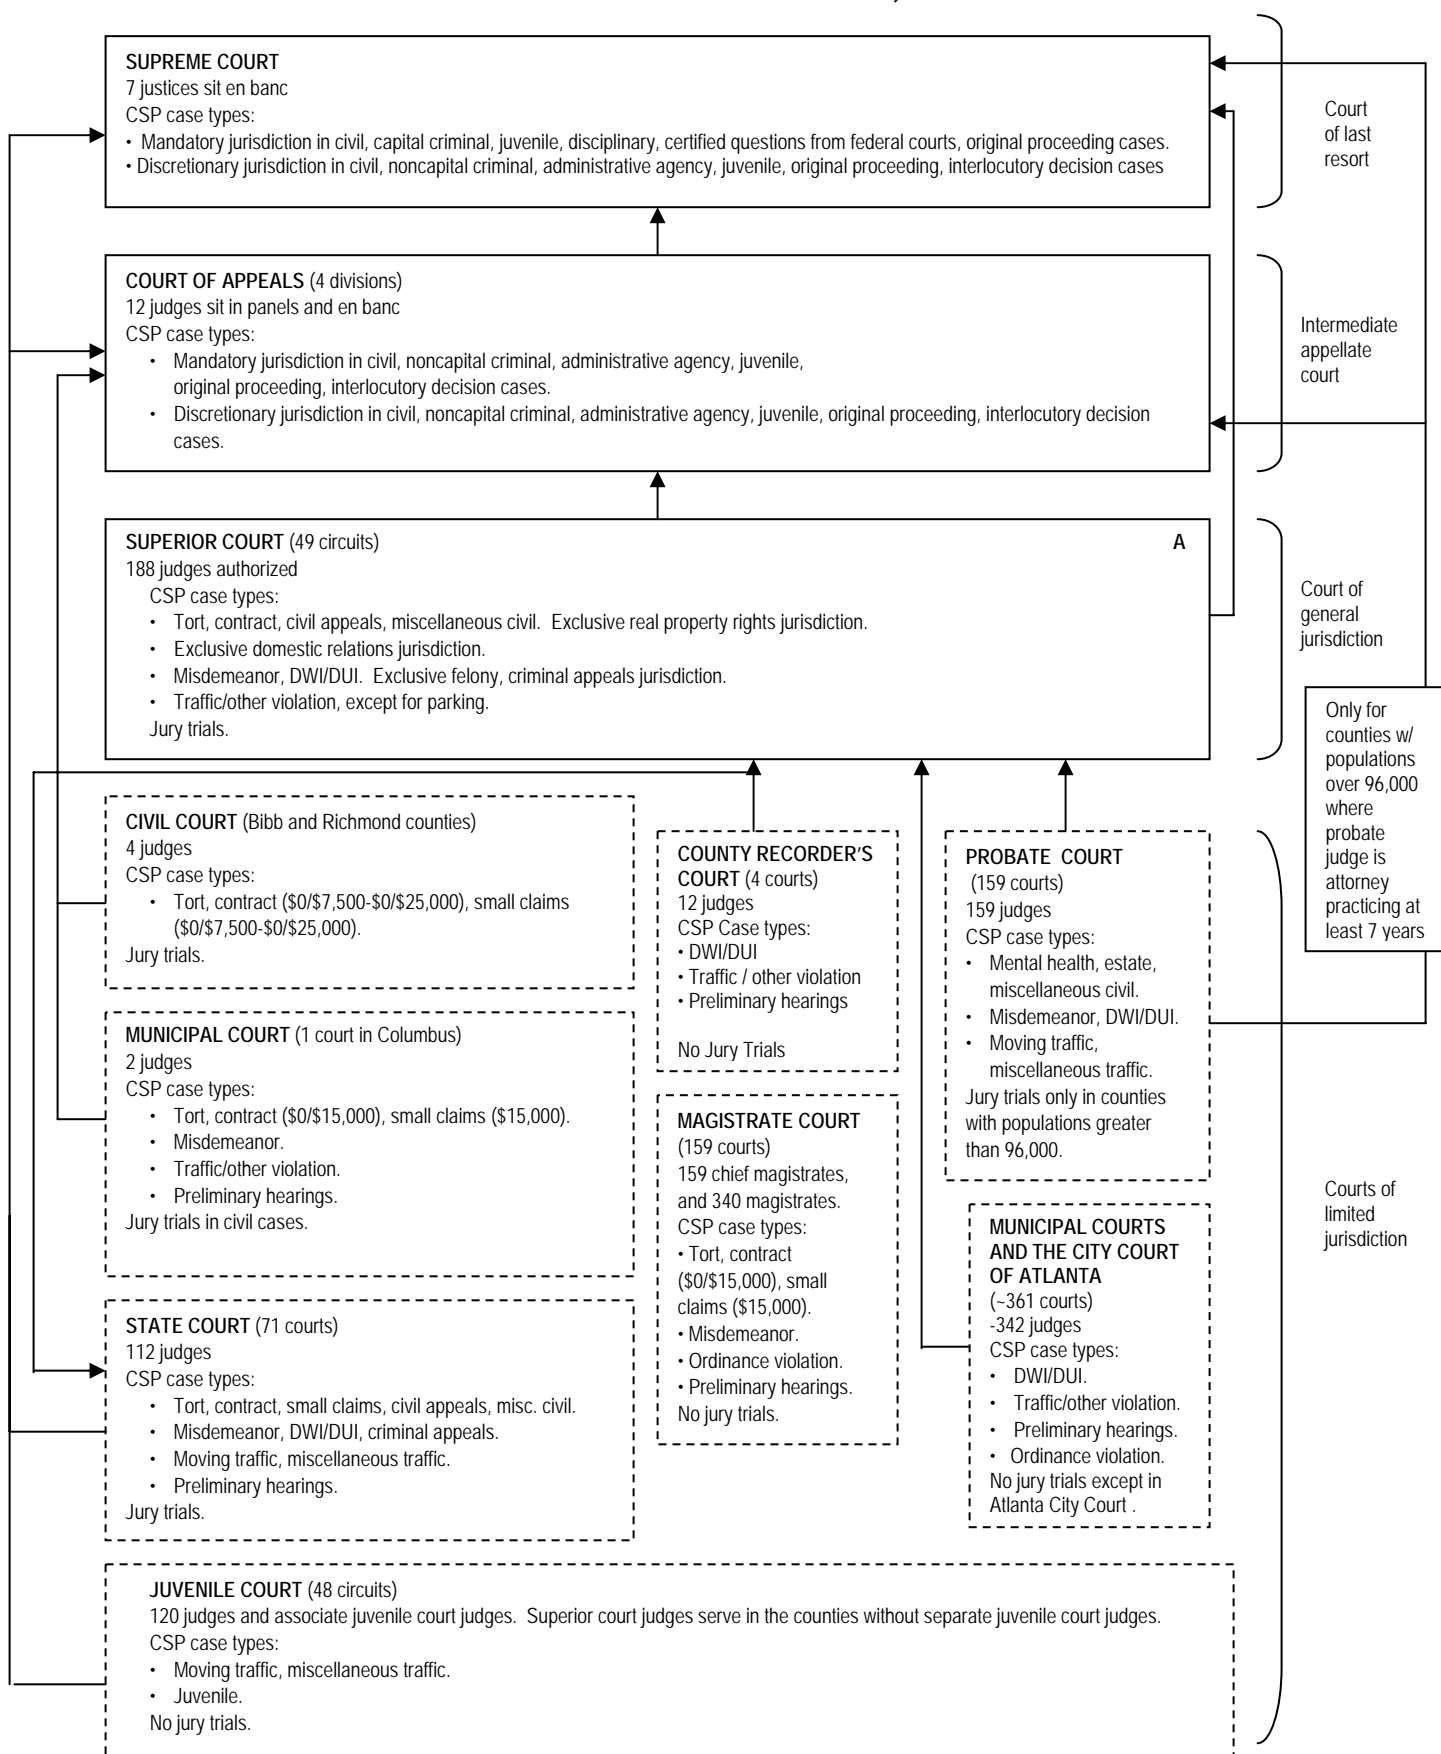 SUPREME COURT
7 justices sit en banc
CSP case types:
• Mandatory jurisdiction in civil, capital criminal, juvenile, disciplinary, certified questions from federal courts, original proceeding cases.
• Discretionary jurisdiction in civil, noncapital criminal, administrative agency, juvenile, original proceeding, interlocutory decision cases
Court
of last
resort
COURT OF APPEALS (4 divisions)
12 judges sit in panels and en banc
CSP case types:
• Mandatory jurisdiction in civil, noncapital criminal, administrative agency, juvenile,
original proceeding, interlocutory decision cases.
• Discretionary jurisdiction in civil, noncapital criminal, administrative agency, juvenile, original proceeding, interlocutory decision
cases.
Intermediate
appellate
court
SUPERIOR COURT (49 circuits) A
188 judges authorized
CSP case types:
• Tort, contract, civil appeals, miscellaneous civil. Exclusive real property rights jurisdiction.
• Exclusive domestic relations jurisdiction.
• Misdemeanor, DWI/DUI. Exclusive felony, criminal appeals jurisdiction.
• Traffic/other violation, except for parking.
Jury trials.
Court of
general
jurisdiction
Only for
counties w/
populations
over 96,000
where
probate
judge is
attorney
practicing at
least 7 years
CIVIL COURT (Bibb and Richmond counties)
4 judges
CSP case types:
• Tort, contract ($0/$7,500-$0/$25,000), small claims
($0/$7,500-$0/$25,000).
Jury trials.
COUNTY RECORDER'S
COURT (4 courts)
12 judges
CSP Case types:
• DWI/DUI
• Traffic / other violation
• Preliminary hearings
No Jury Trials
PROBATE COURT
(159 courts)
159 judges
CSP case types:
• Mental health, estate,
miscellaneous civil.
• Misdemeanor, DWI/DUI.
• Moving traffic,
miscellaneous traffic.
Jury trials only in counties
with populations greater
than 96,000.
MUNICIPAL COURT (1 court in Columbus)
2 judges
CSP case types:
• Tort, contract ($0/$15,000), small claims ($15,000).
• Misdemeanor.
• Traffic/other violation.
• Preliminary hearings.
Jury trials in civil cases.
MAGISTRATE COURT
(159 courts)
159 chief magistrates,
and 340 magistrates.
CSP case types:
• Tort, contract
($0/$15,000), small
claims ($15,000).
• Misdemeanor.
• Ordinance violation.
• Preliminary hearings.
No jury trials.
MUNICIPAL COURTS
AND THE CITY COURT
OF ATLANTA
(~361 courts)
-342 judges
CSP case types:
• DWI/DUI.
• Traffic/other violation.
• Preliminary hearings.
• Ordinance violation.
No jury trials except in
Atlanta City Court .
Courts of
limited
jurisdiction
STATE COURT (71 courts)
112 judges
CSP case types:
• Tort, contract, small claims, civil appeals, misc. civil.
• Misdemeanor, DWI/DUI, criminal appeals.
• Moving traffic, miscellaneous traffic.
• Preliminary hearings.
Jury trials.
JUVENILE COURT (48 circuits)
120 judges and associate juvenile court judges. Superior court judges serve in the counties without separate juvenile court judges.
CSP case types:
• Moving traffic, miscellaneous traffic.
• Juvenile.
No jury trials.